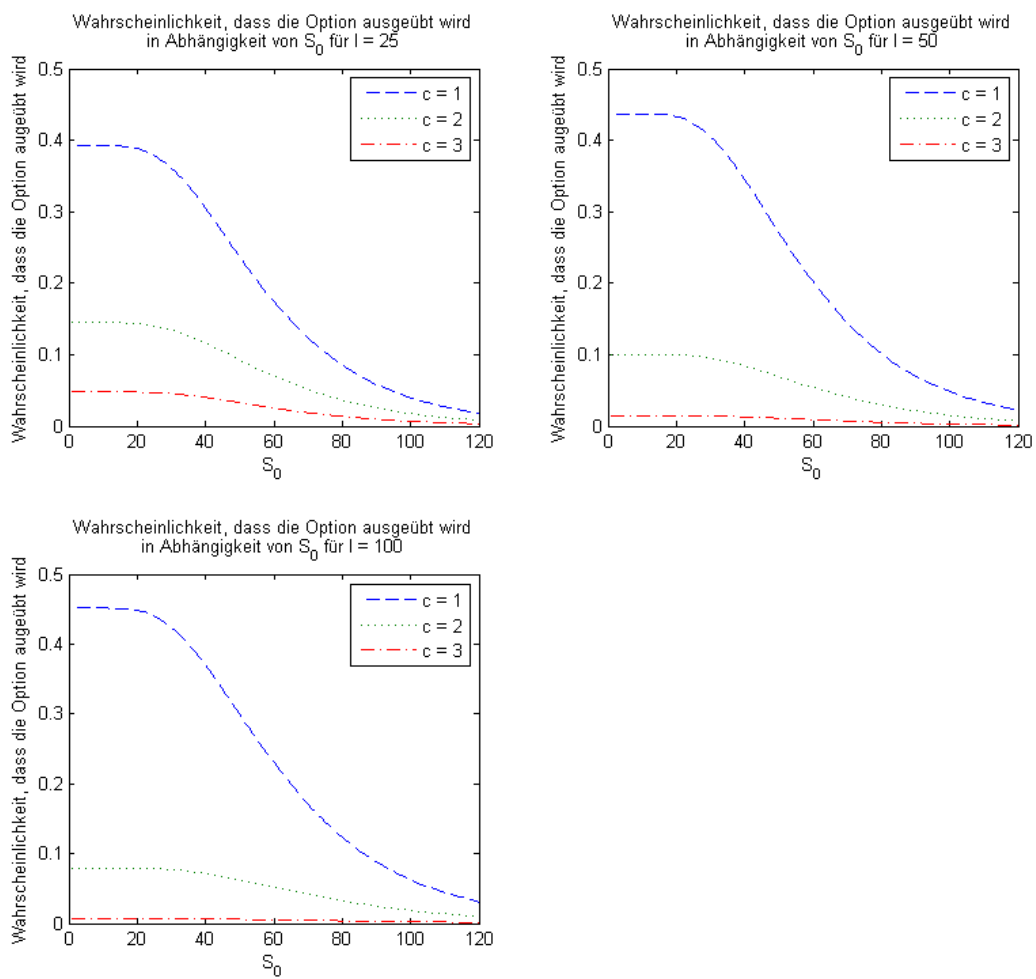 Wahrscheinlichkeit, dass die Option ausgeübt wird
in Abhängigkeit von S0 für l = 25
Wahrscheinlichkeit, dass die Option augeübt wird
0.5
0.4
0.3
0.2
0.1
0
c = 1
c = 2
c = 3
0 20 40 60 80 100 120
S0
Wahrscheinlichkeit, dass die Option ausgeübt wird
in Abhängigkeit von S0 für l = 50
Wahrscheinlichkeit, dass die Option augeübt wird
0.5
0.4
0.3
0.2
0.1
0
c = 1
c = 2
c = 3
0 20 40 60 80 100 120
S0
Wahrscheinlichkeit, dass die Option ausgeübt wird
in Abhängigkeit von S0 für l = 100
Wahrscheinlichkeit, dass die Option augeübt wird
0.5
0.4
0.3
0.2
0.1
0
c = 1
c = 2
c = 3
0 20 40 60 80 100 120
S0